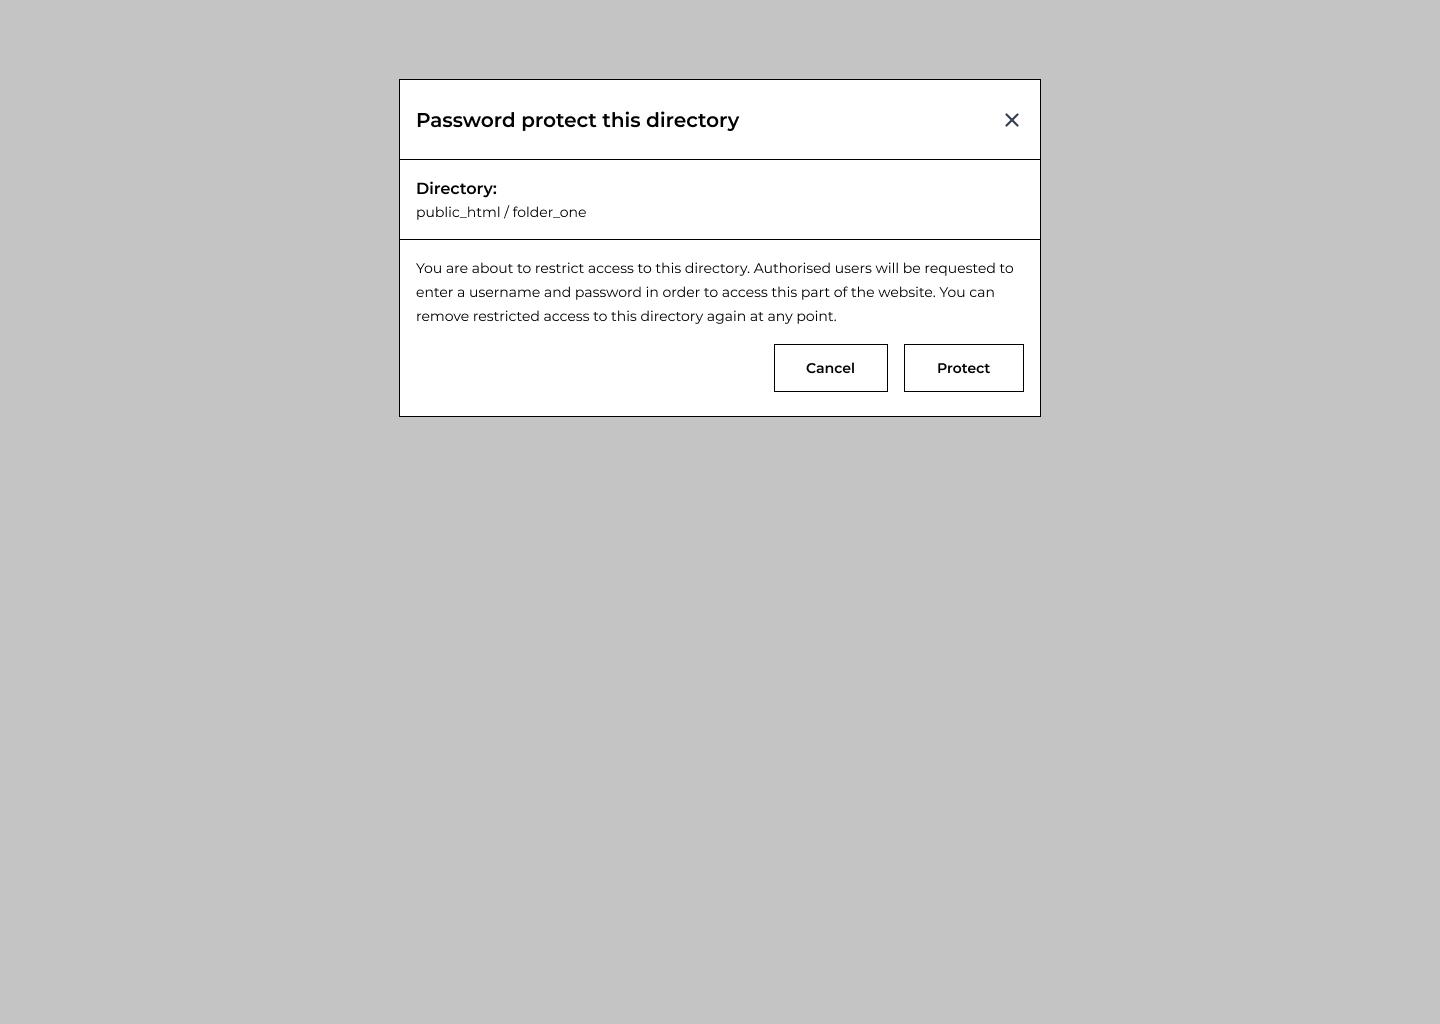 Password protect this directory
Directory:
public_html / folder_one
You are about to restrict access to this directory. Authorised users will be requested to
enter a username and password in order to access this part of the website. You can
remove restricted access to this directory again at any point.
Cancel
Protect